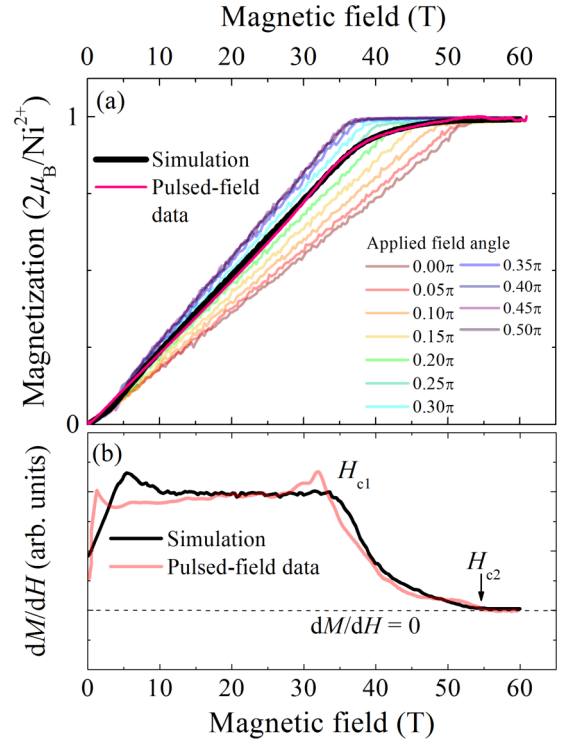 Magnetic field (T)
0 10 20 30 40 50 60
(a)
1
0
Magnetization (2μB/Ni2+)
Simulation
Pulsed-field
data
Applied field angle
0.00π 0.35π
0.05π 0.40π
0.10π 0.45π
0.15π 0.50π
0.20π
0.25π
0.30π
(b)
dM/dH (arb. units)
Hc1
Simulation
Pulsed-field data
Hc2
dM/dH = 0
0 10 20 30 40 50 60
Magnetic field (T)